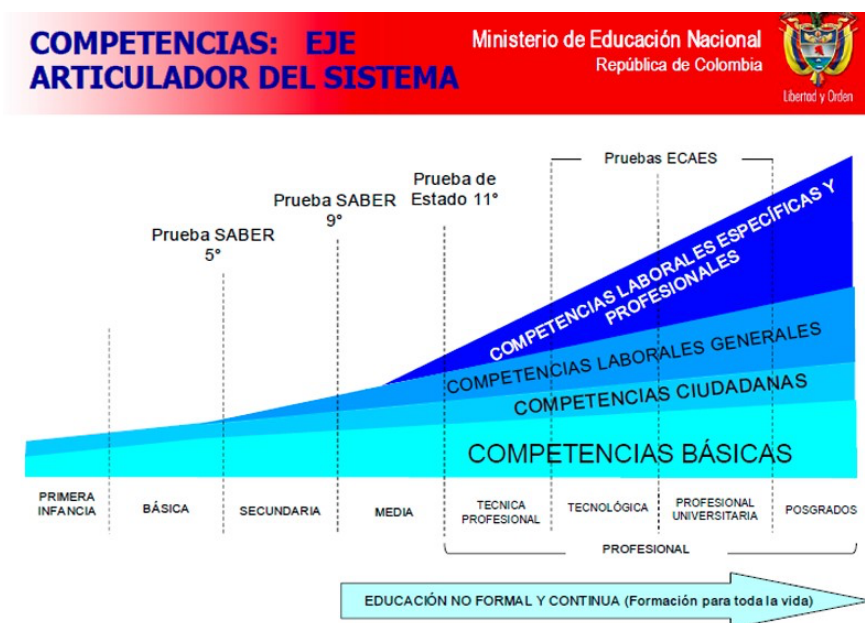 COMPETENCIAS: EJE
ARTICULADOR DEL SISTEMA
Ministerio de Educación Nacional
República de Colombia
Libertad y Orden
Pruebas ECAES
Prueba de
Estado 11°
Prueba SABER
9°
Prueba SABER
5°
COMPETENCIAS LABORALES ESPECÍFICAS Y
PROFESIONALES
COMPETENCIAS LABORALES GENERALES
COMPETENCIAS CIUDADANAS
COMPETENCIAS BÁSICAS
PRIMERA
INFANCIA
BÁSICA
SECUNDARIA
MEDIA
TECNICA
PROFESIONAL
TECNOLÓGICA
PROFESIONAL
UNIVERSITARIA
POSGRADOS
PROFESIONAL
EDUCACIÓN NO FORMAL Y CONTINUA (Formación para toda la vida)